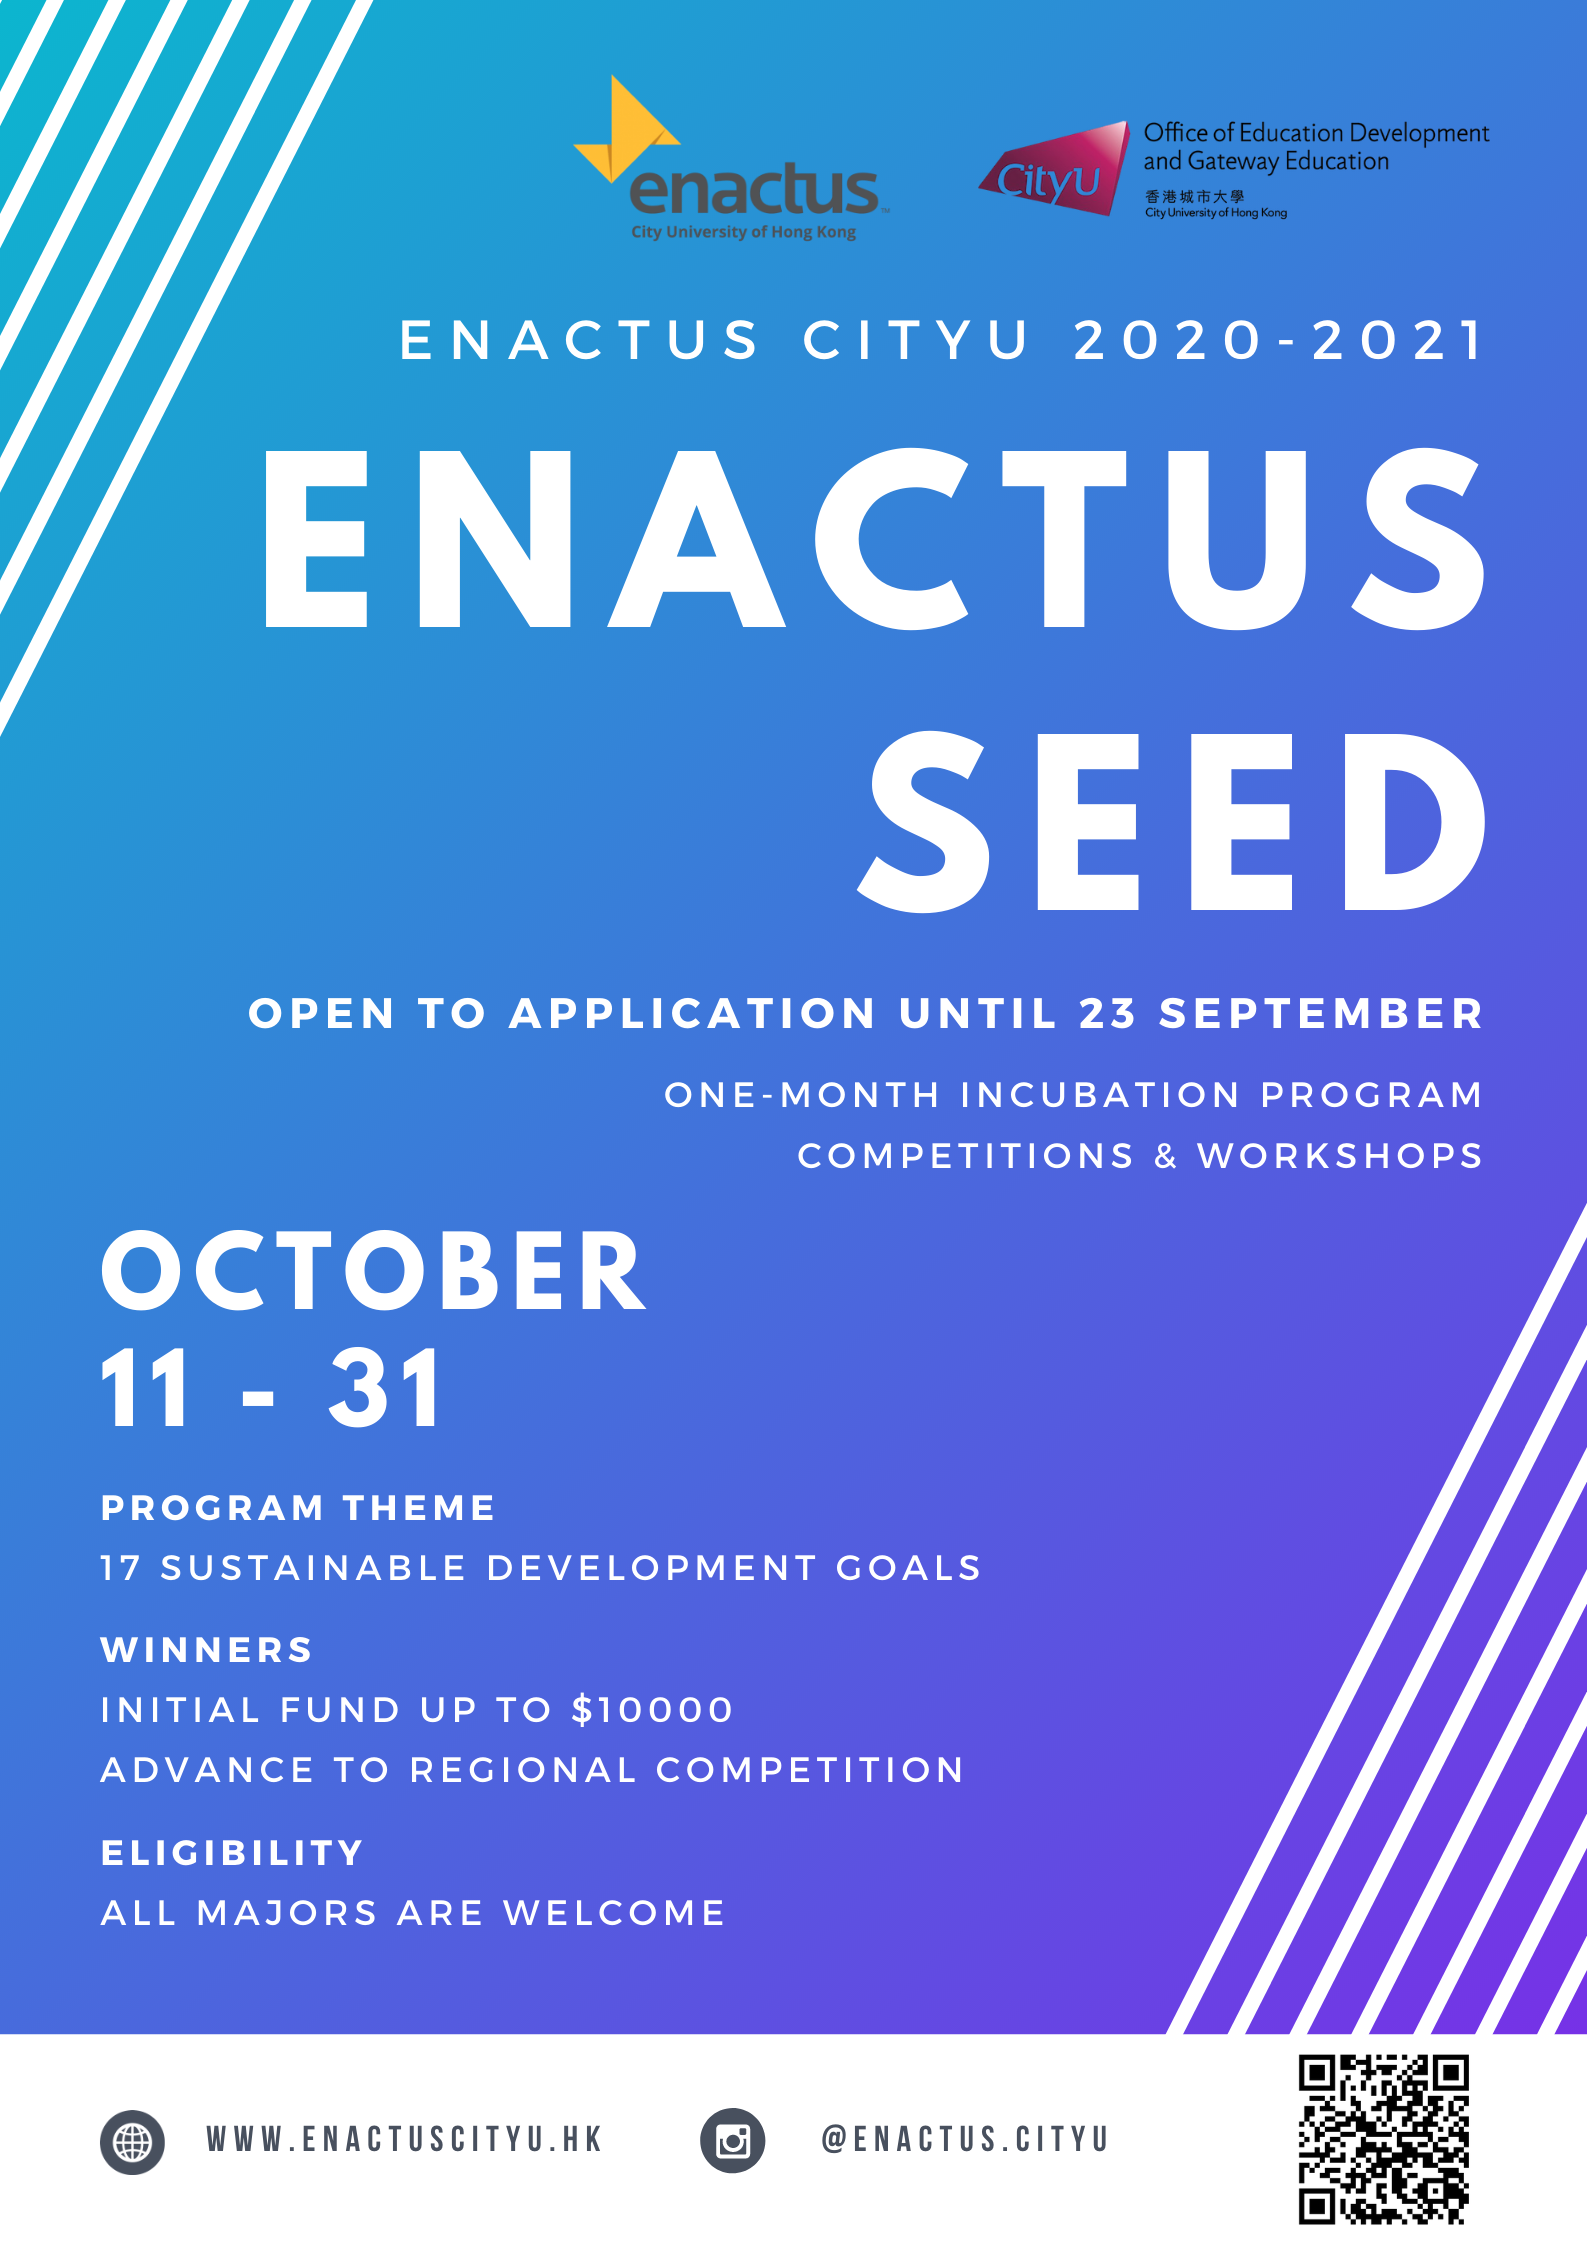 enactus™
City University of Hong Kong
CityU
Office of Education Development
and Gateway Education
香港城市大學
City University of Hong Kong
ENACTUS CITYU 2020-2021
ENACTUS
SEED
OPEN TO APPLICATION UNTIL 23 SEPTEMBER
ONE-MONTH INCUBATION PROGRAM
COMPETITIONS & WORKSHOPS
OCTOBER
11 - 31
PROGRAM THEME
17 SUSTAINABLE DEVELOPMENT GOALS
WINNERS
INITIAL FUND UP TO $10000
ADVANCE TO REGIONAL COMPETITION
ELIGIBILITY
ALL MAJORS ARE WELCOME
WWW.ENACTUSCITYU.HK
@ENACTUS.CITYU